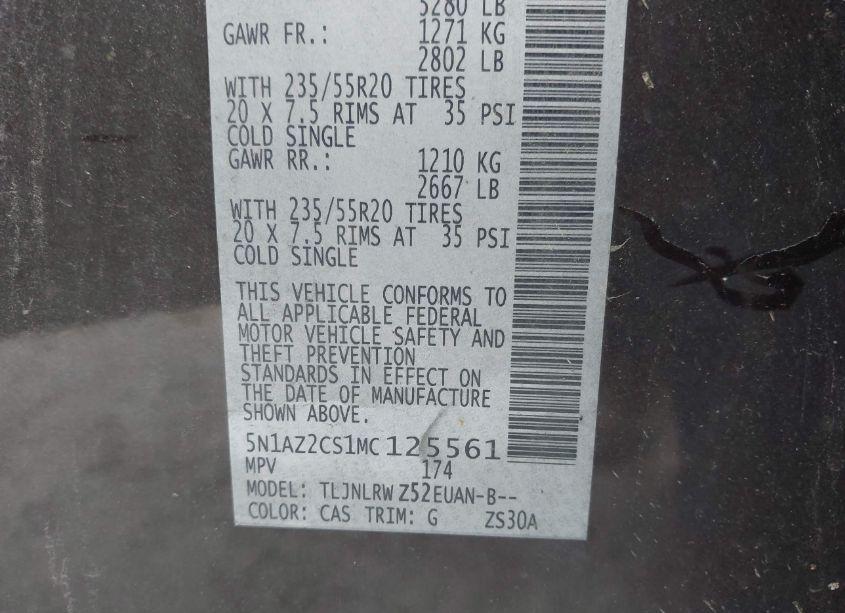 5280 LB
GAWR FR.: 1271 KG
2802 LB
WITH 235/55R20 TIRES
20 X 7.5 RIMS AT 35 PSI
COLD SINGLE
GAWR RR.: 1210 KG
2667 LB
WITH 235/55R20 TIRES
20 X 7.5 RIMS AT 35 PSI
COLD SINGLE
THIS VEHICLE CONFORMS TO
ALL APPLICABLE FEDERAL
MOTOR VEHICLE SAFETY AND
THEFT PREVENTION
STANDARDS IN EFFECT ON
THE DATE OF MANUFACTURE
SHOWN ABOVE.
5N1AZ2CS1MC125561
MPV 174
MODEL: TLJNLRW Z52EUAN-B--
COLOR: CAS TRIM: G ZS30A